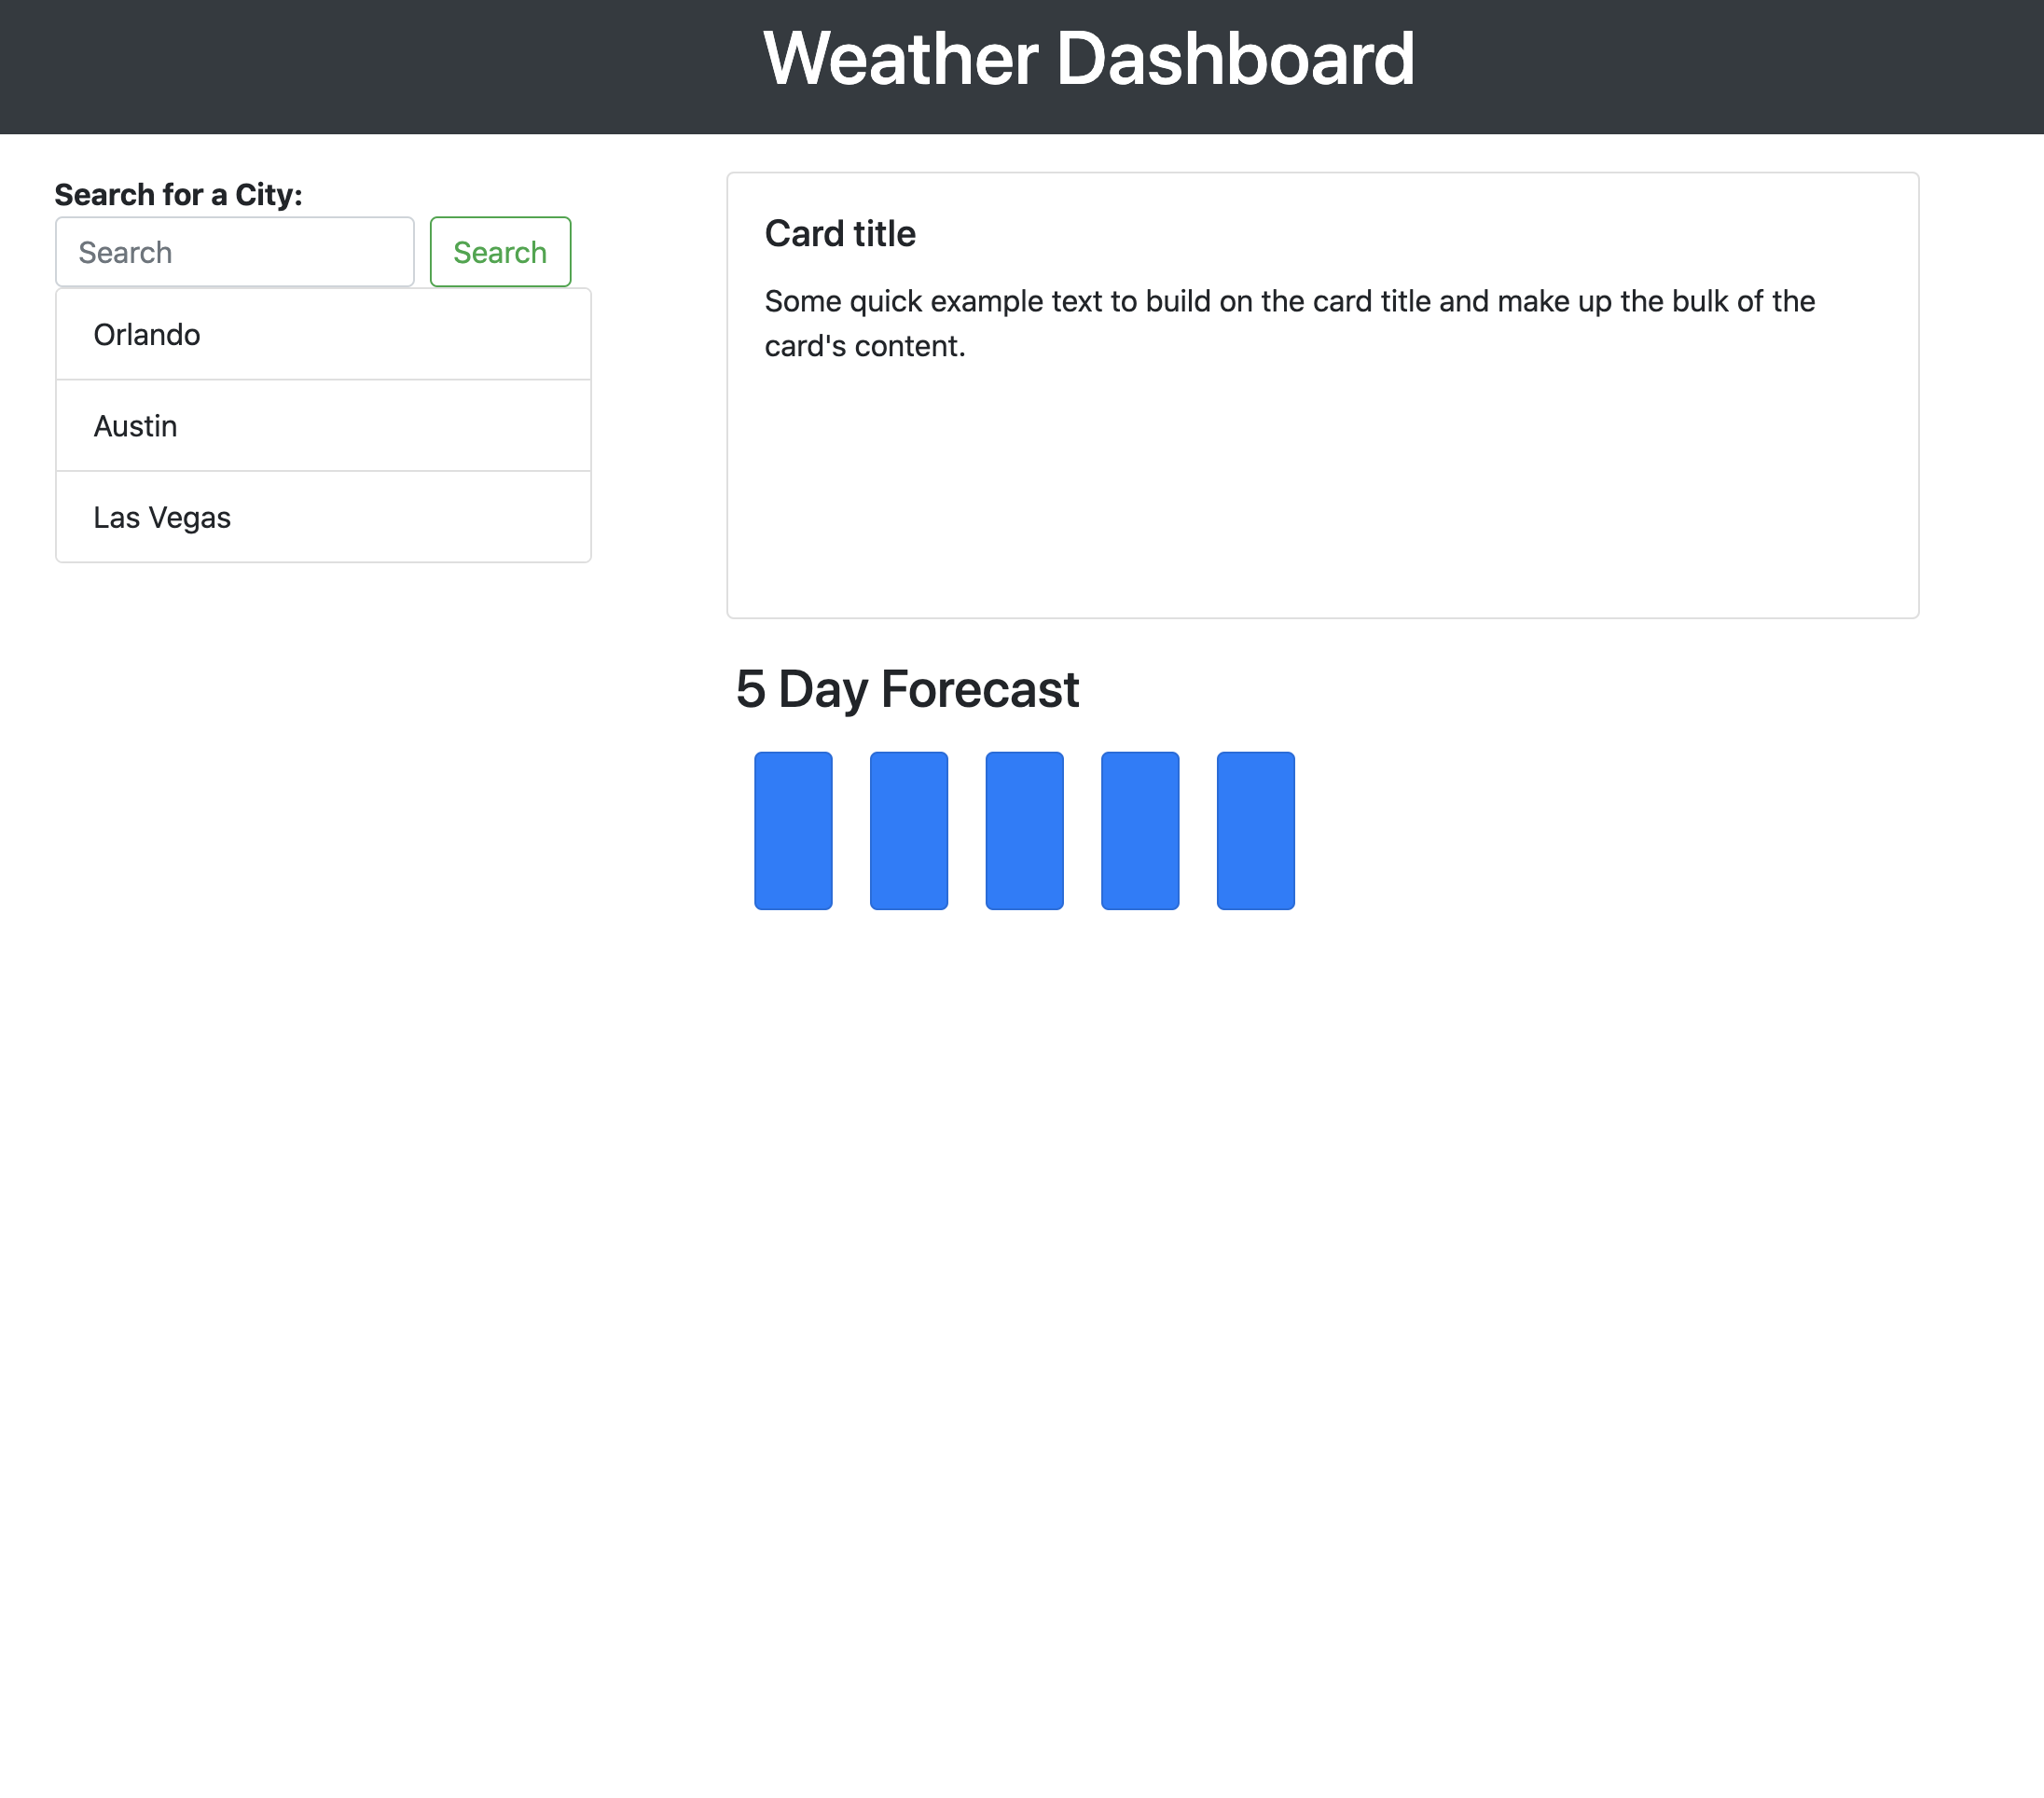 Weather Dashboard
Search for a City:
Search
Search
Orlando
Austin
Las Vegas
Card title
Some quick example text to build on the card title and make up the bulk of the
card's content.
5 Day Forecast